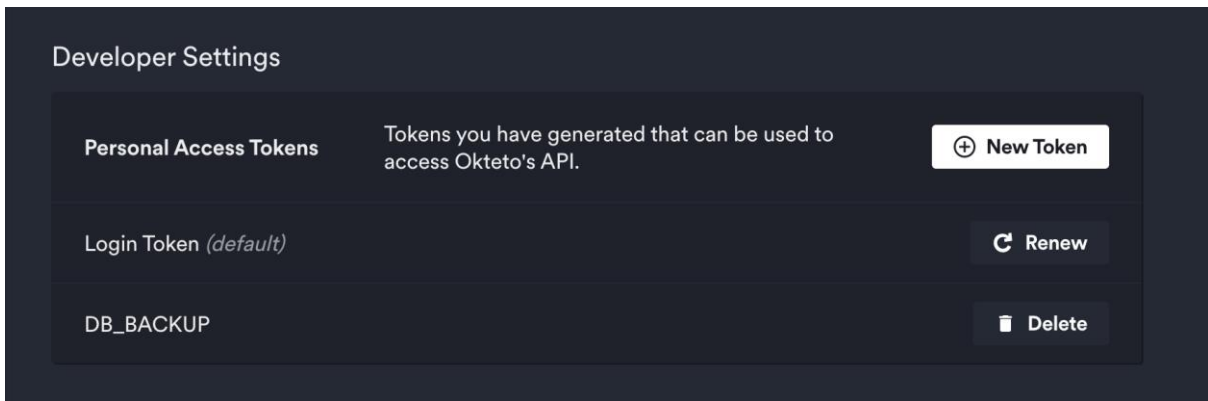 Developer Settings
Personal Access Tokens
Tokens you have generated that can be used to
access Okteto's API.
New Token
Login Token (default)
Renew
DB_BACKUP
Delete